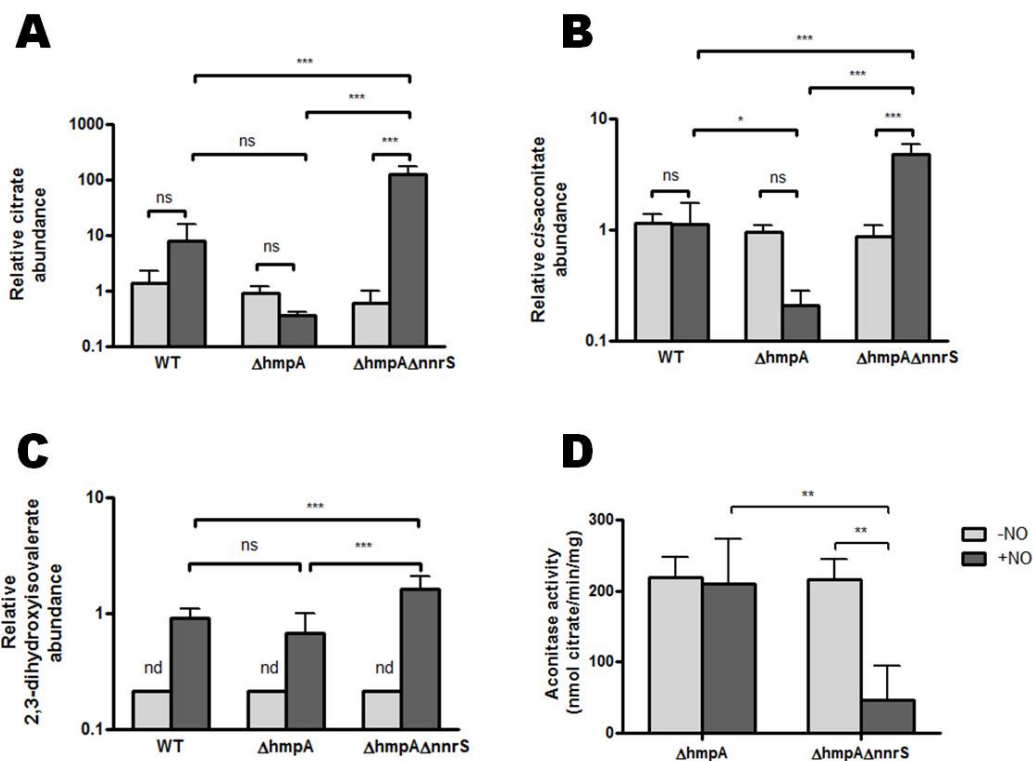 A
Relative citrate
abundance
1000
100
10
1
0.1
***
***
ns
***
ns
ns
WT
ΔhmpA
ΔhmpAΔnnrS
B
Relative cis-aconitate
abundance
10
1
0.1
***
***
*
***
ns
ns
WT
ΔhmpA
ΔhmpAΔnnrS
C
Relative
2,3-dihydroxyisovalerate
abundance
10
1
0.1
***
ns
***
nd
nd
nd
WT
ΔhmpA
ΔhmpAΔnnrS
D
Aconitase activity
(nmol citrate/min/mg)
300
200
100
0
**
**
ΔhmpA
ΔhmpAΔnnrS
-NO
+NO